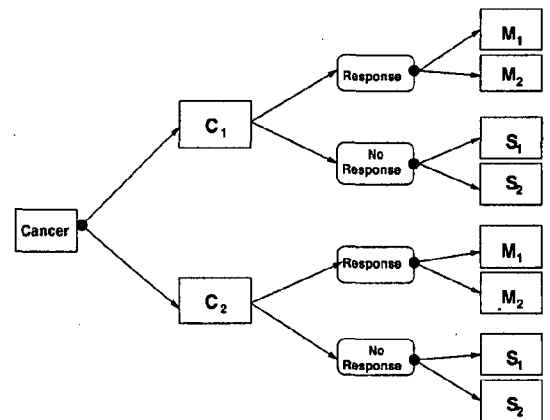 M1
Response
M2
C1
No
Response
S1
S2
Cancer
M1
Response
M2
C2
No
Response
S1
S2